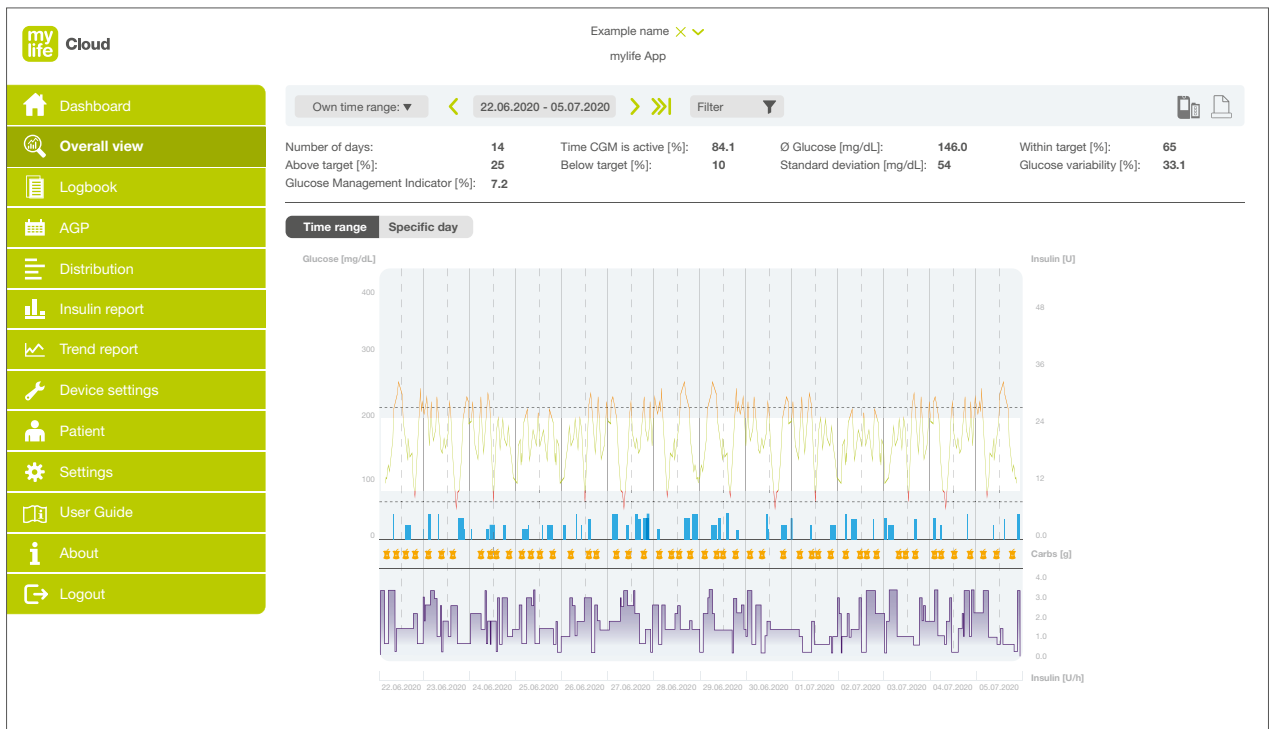 my
life Cloud
Example name
mylife App
Dashboard
Overall view
Logbook
AGP
Distribution
Insulin report
Trend report
Device settings
Patient
Settings
User Guide
About
Logout
Own time range: 22.06.2020 - 05.07.2020 Filter
Number of days: 14 Time CGM is active [%]: 84.1 Ø Glucose [mg/dL]: 146.0 Within target [%]: 65
Above target [%]: 25 Below target [%]: 10 Standard deviation [mg/dL]: 54 Glucose variability [%]: 33.1
Glucose Management Indicator [%]: 7.2
Time range Specific day
Glucose [mg/dL] Insulin [U]
400
48
300
36
200
24
100
12
0 0.0
Carbs [g]
4.0
3.0
2.0
1.0
0.0
Insulin [U/h]
22.06.2020 23.06.2020 24.06.2020 25.06.2020 26.06.2020 27.06.2020 28.06.2020 29.06.2020 30.06.2020 01.07.2020 02.07.2020 03.07.2020 04.07.2020 05.07.2020